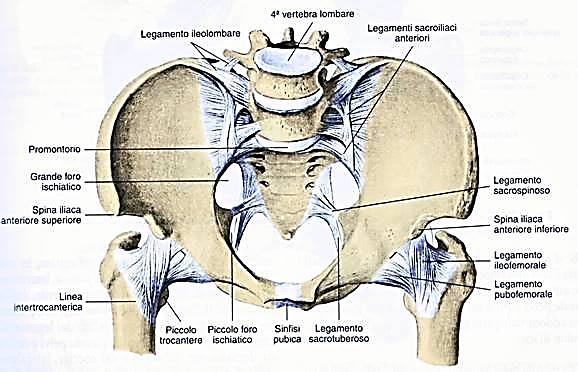 4ª vertebra lombare
Legamento ileolombare
Legamenti sacroiliaci
anteriori
Promontorio
Grande foro
ischiatico
Spina iliaca
anteriore superiore
Linea
intertrocanterica
Piccolo
trocantere
Piccolo foro
ischiatico
Sinfisi
pubica
Legamento
sacrotuberoso
Legamento
sacrospinoso
Spina iliaca
anteriore inferiore
Legamento
ileofemorale
Legamento
pubofemorale